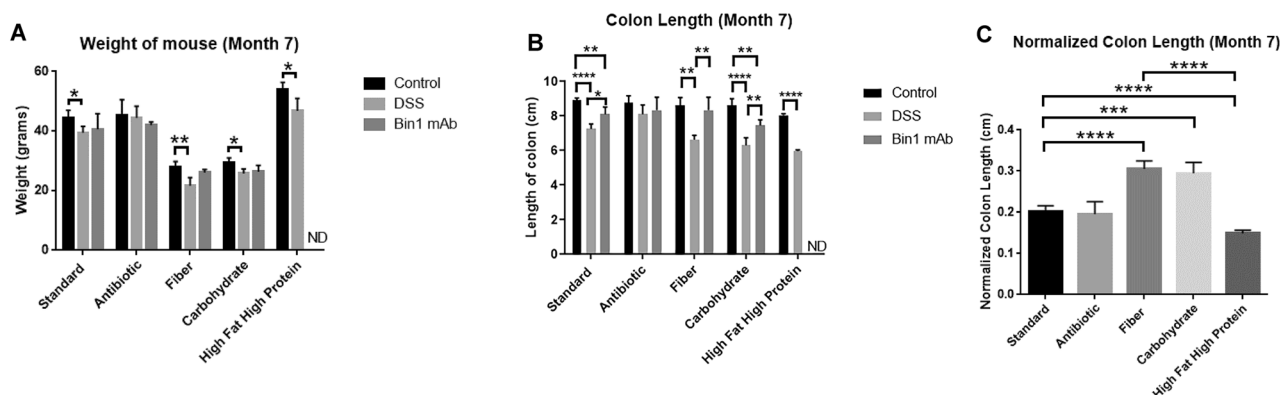 A
Weight of mouse (Month 7)
Weight (grams)
60
40
20
0
*
*
**
*
*
ND
Standard
Antibiotic
Fiber
Carbohydrate
High Fat High Protein
Control
DSS
Bin1 mAb
B
Colon Length (Month 7)
Length of colon (cm)
10
8
6
4
2
0
**
****
*
**
**
**
****
**
****
ND
Standard
Antibiotic
Fiber
Carbohydrate
High Fat High Protein
Control
DSS
Bin1 mAb
C
Normalized Colon Length (Month 7)
Normalized Colon Length (cm)
0.4
0.3
0.2
0.1
0.0
****
****
***
****
Standard
Antibiotic
Fiber
Carbohydrate
High Fat High Protein